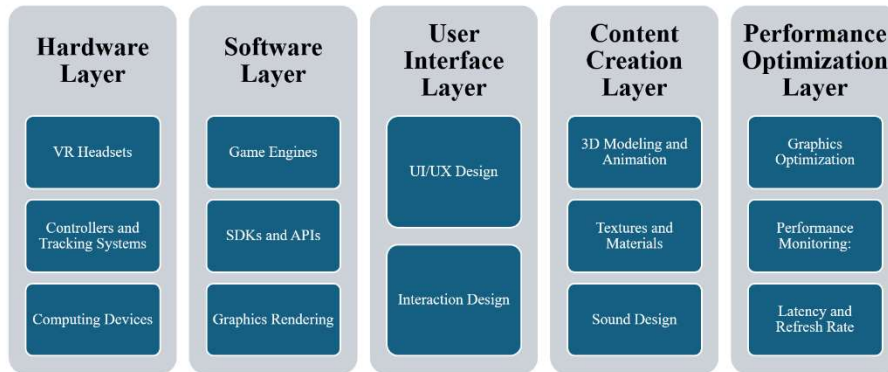 Hardware
Layer
VR Headsets
Controllers and
Tracking Systems
Computing Devices
Software
Layer
Game Engines
SDKs and APIs
Graphics Rendering
User
Interface
Layer
UI/UX Design
Interaction Design
Content
Creation
Layer
3D Modeling and
Animation
Textures and
Materials
Sound Design
Performance
Optimization
Layer
Graphics
Optimization
Performance
Monitoring:
Latency and
Refresh Rate